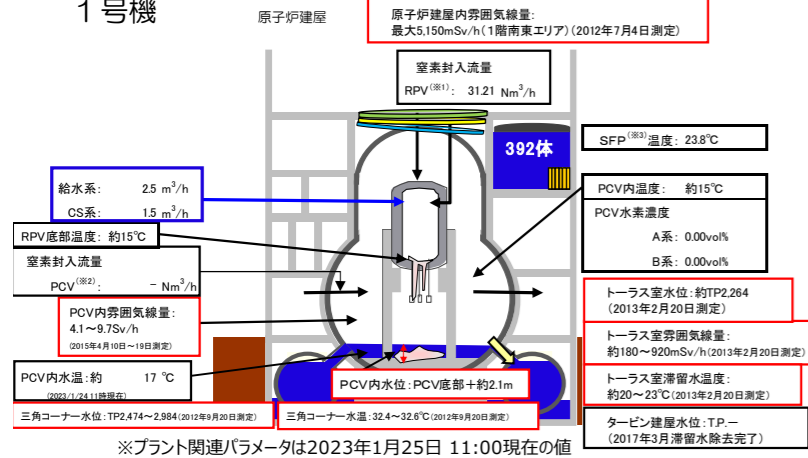 1号機
原子炉建屋
原子炉建屋内雰囲気線量:
最大5,150mSv/h(1階南東エリア)(2012年7月4日測定)
窒素封入流量
RPV(※1): 31.21 Nm3/h
392体
SFP(※3)温度: 23.8℃
給水系: 2.5 m3/h
CS系: 1.5 m3/h
PCV内温度: 約15℃
PCV水素濃度
A系: 0.00vol%
B系: 0.00vol%
RPV底部温度: 約15℃
窒素封入流量
PCV(※2): － Nm3/h
PCV内雰囲気線量:
4.1～9.7Sv/h
(2015年4月10日～19日測定)
トーラス室水位:約TP2,264
(2013年2月20日測定)
トーラス室雰囲気線量:
約180～920mSv/h(2013年2月20日測定)
PCV内水温:約 17 ℃
(2023/1/24 11時現在)
PCV内水位:PCV底部＋約2.1m
トーラス室滞留水温度:
約20～23℃(2013年2月20日測定)
三角コーナー水位:TP2,474～2,984(2012年9月20日測定)
三角コーナー水温:32.4～32.6℃(2012年9月20日測定)
タービン建屋水位:T.P.－
(2017年3月滞留水除去完了)
※プラント関連パラメータは2023年1月25日 11:00現在の値